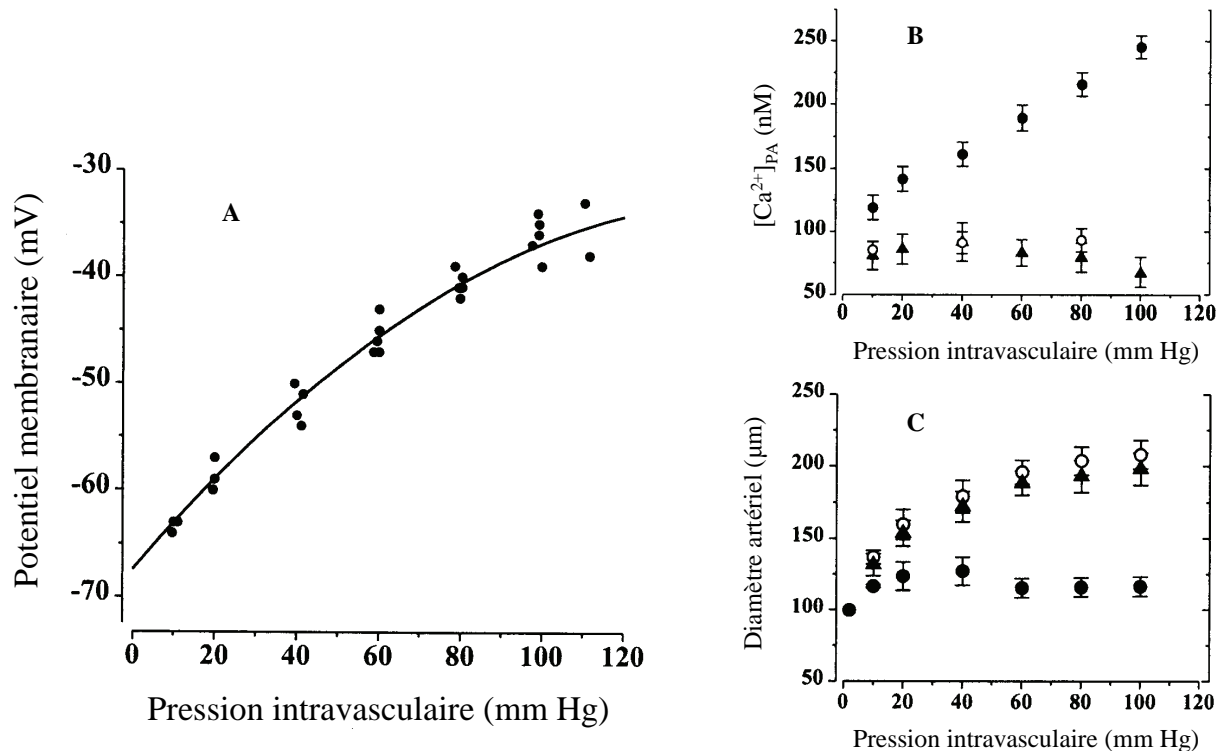 A
Potentiel membranaire (mV)
-30
-40
-50
-60
-70
0 20 40 60 80 100 120
Pression intravasculaire (mm Hg)
B
[Ca2+]PA (nM)
250
200
150
100
50
0 20 40 60 80 100 120
Pression intravasculaire (mm Hg)
C
Diamètre artériel (µm)
200
150
100
50
0 20 40 60 80 100 120
Pression intravasculaire (mm Hg)